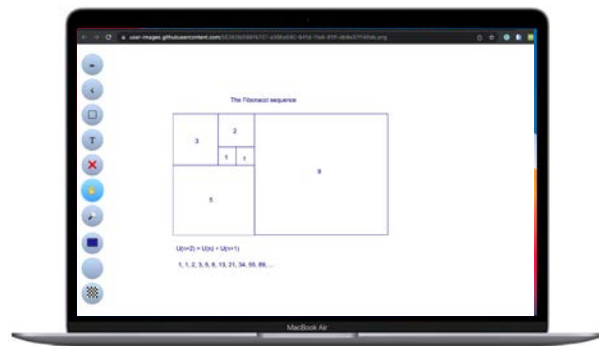 The Fibonacci sequence
3
2
1 1
8
5
U(n+2) = U(n) + U(n+1)
1, 1, 2, 3, 5, 8, 13, 21, 34, 55, 89, ...
T
MacBook Air